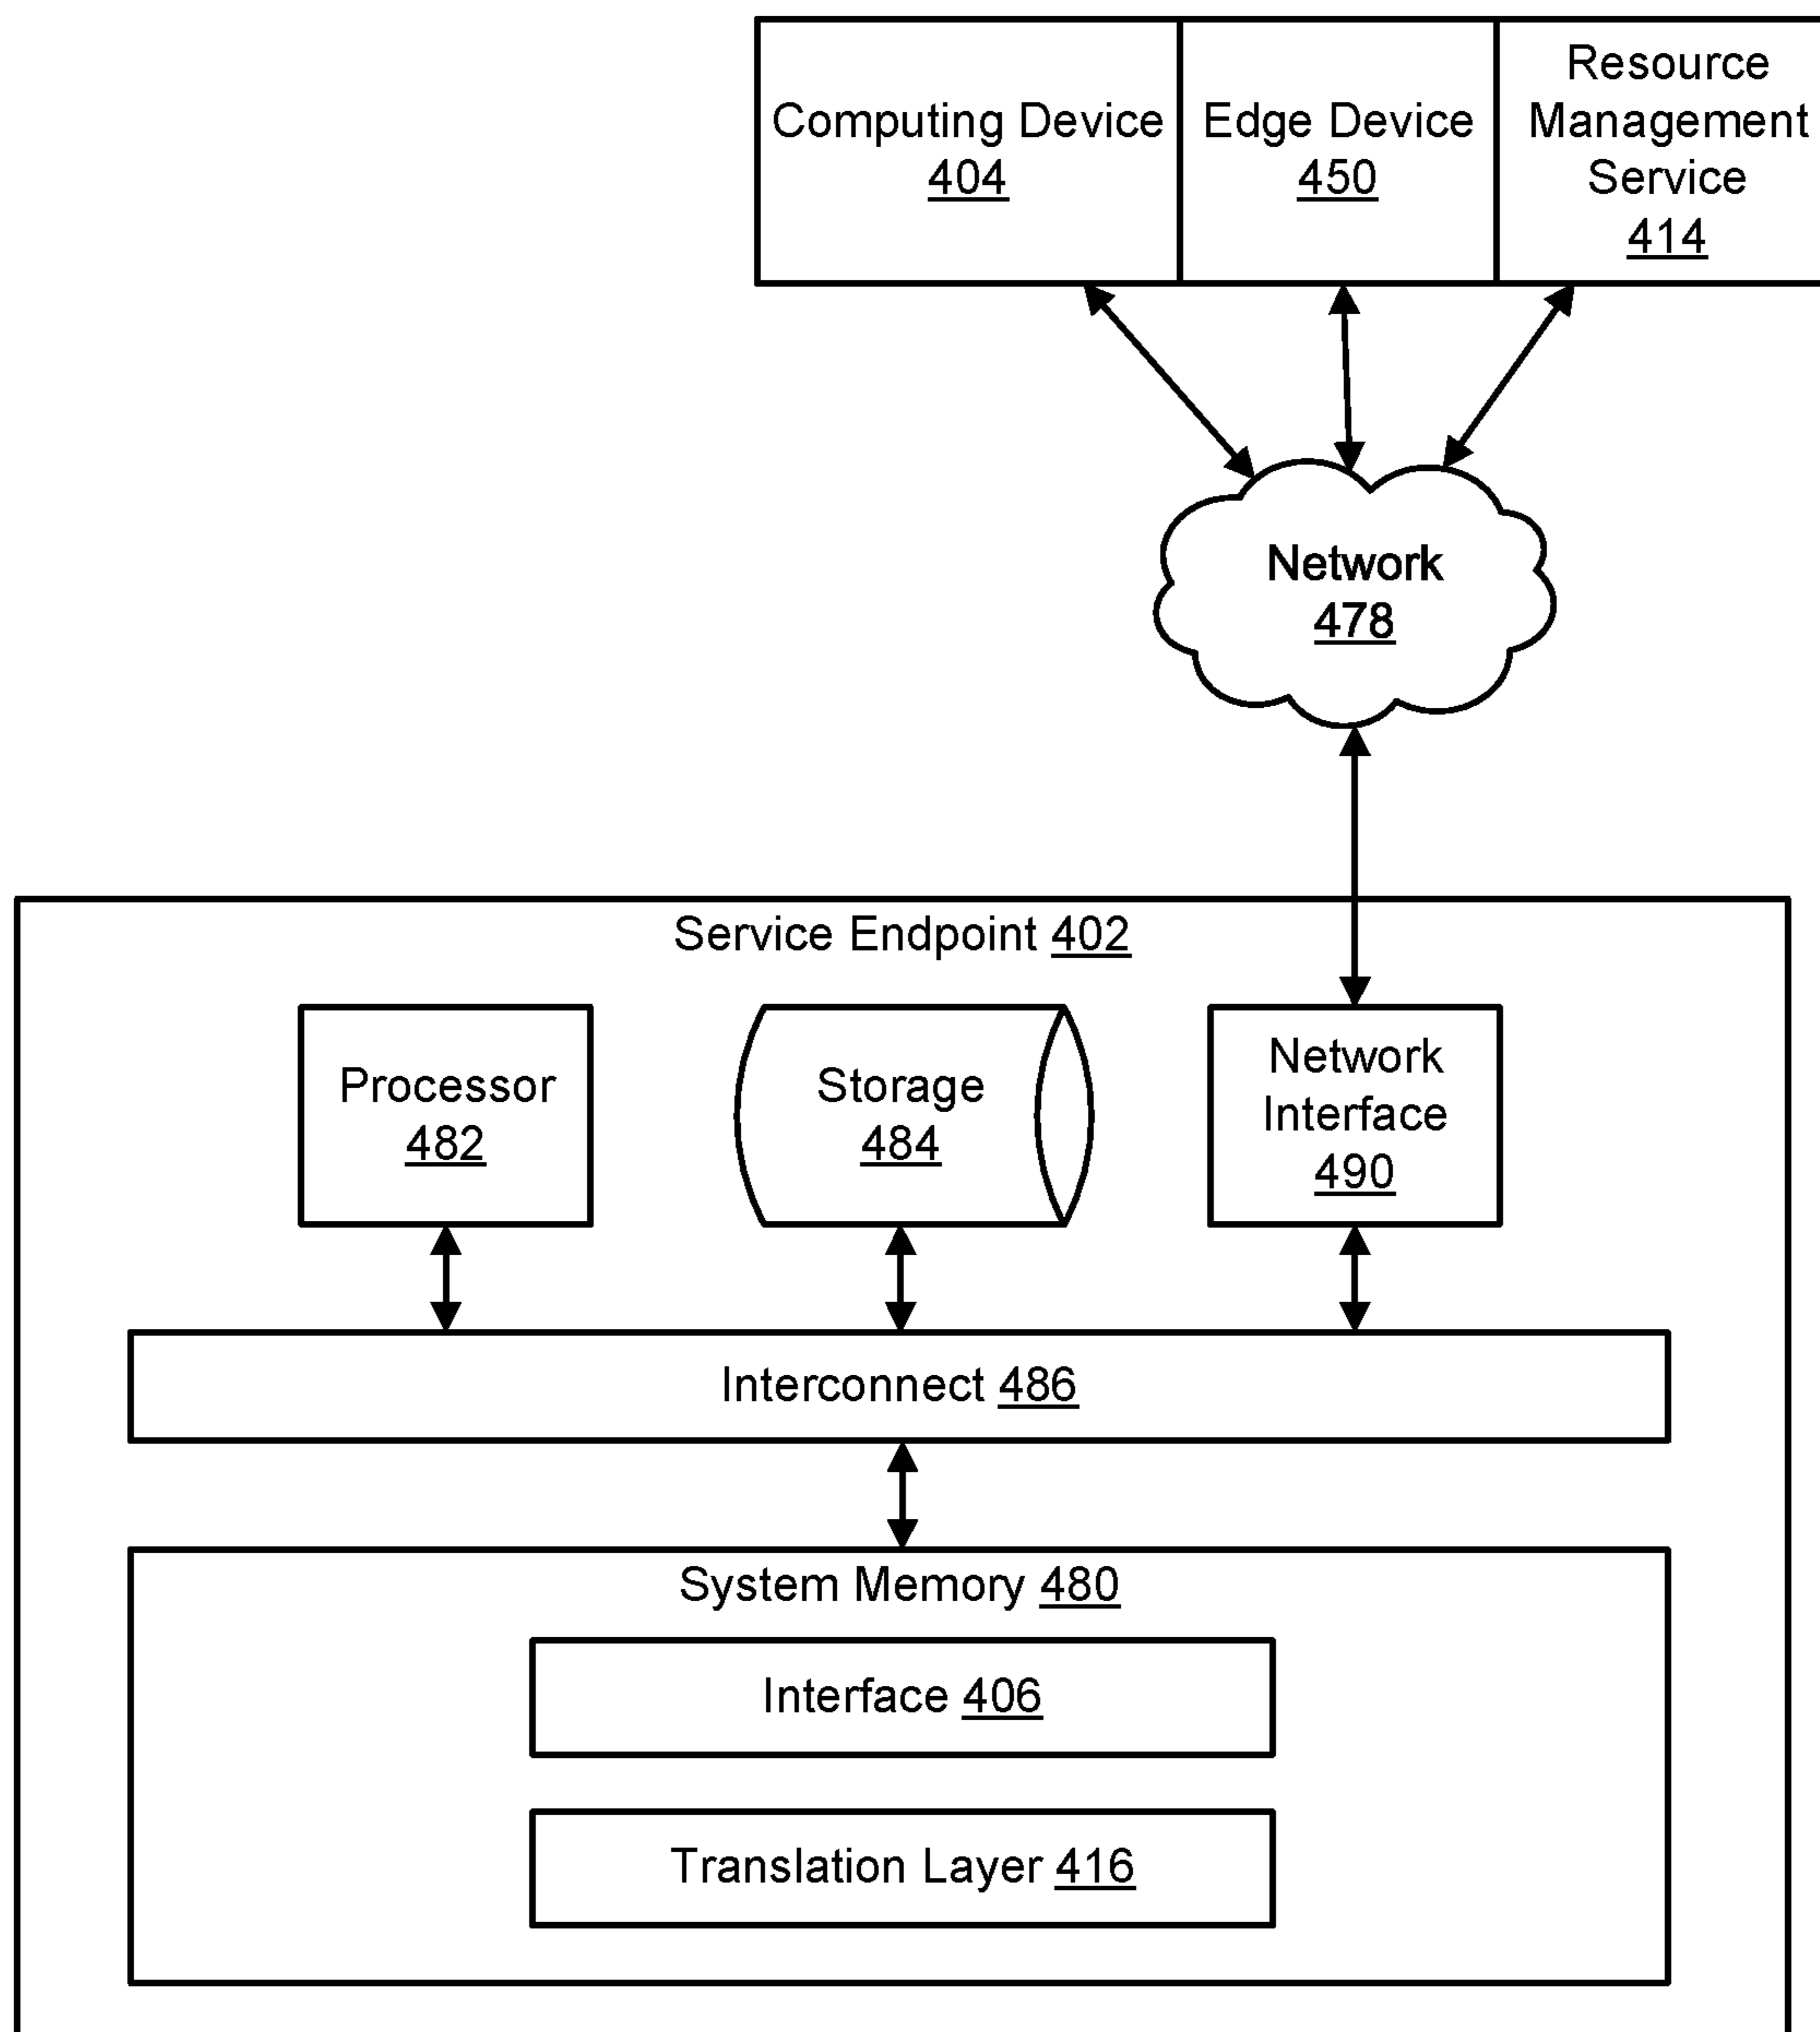 Computing Device
404
Edge Device
450
Resource
Management
Service
414
Network
478
Service Endpoint 402
Processor
482
Storage
484
Network
Interface
490
Interconnect 486
System Memory 480
Interface 406
Translation Layer 416